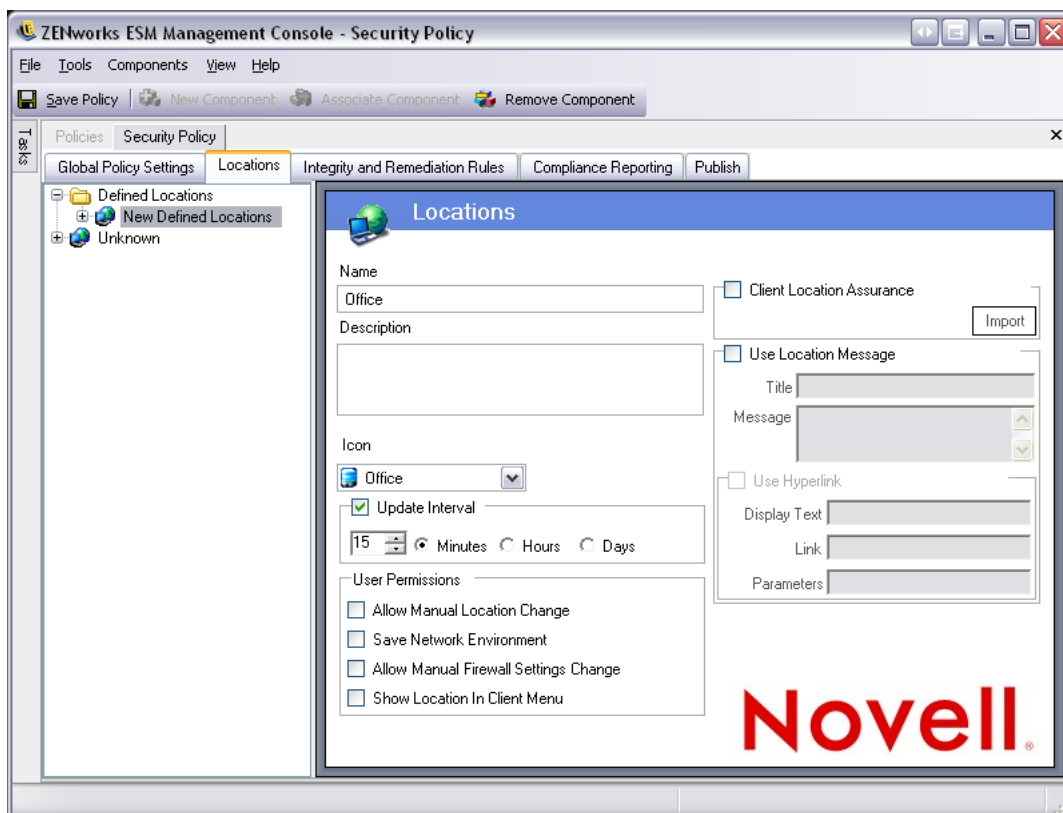 ZENworks ESM Management Console - Security Policy
File Tools Components View Help
Save Policy New Component Associate Component Remove Component
Tasks
Policies Security Policy
Global Policy Settings Locations Integrity and Remediation Rules Compliance Reporting Publish
Defined Locations
New Defined Locations
Unknown
Locations
Name
Office
Description
Icon
Office
Update Interval
15 Minutes Hours Days
User Permissions
Allow Manual Location Change
Save Network Environment
Allow Manual Firewall Settings Change
Show Location In Client Menu
Client Location Assurance
Import
Use Location Message
Title
Message
Use Hyperlink
Display Text
Link
Parameters
Novell®